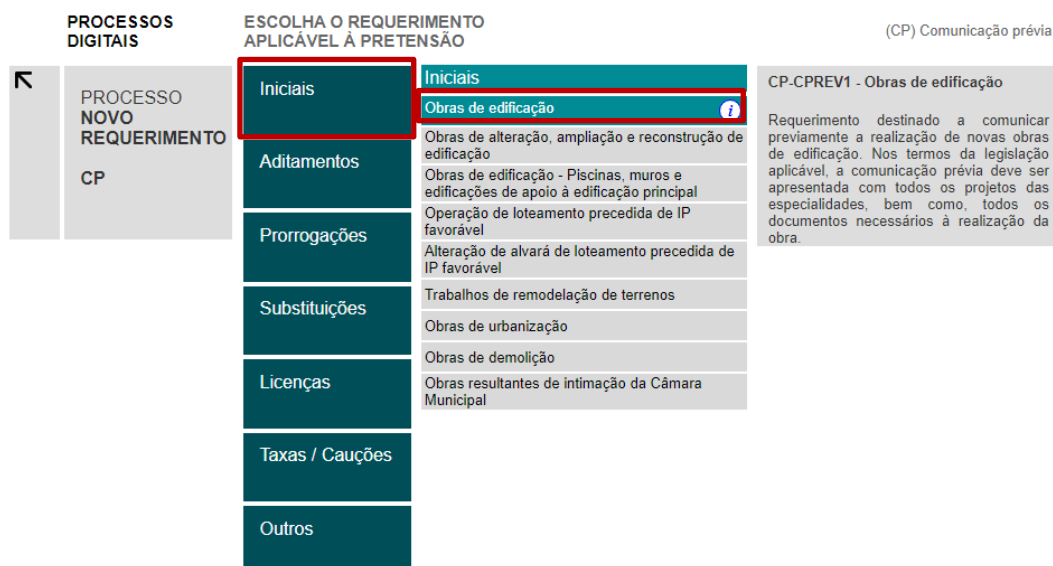 PROCESSOS
DIGITAIS
ESCOLHA O REQUERIMENTO
APLICÁVEL À PRETENSÃO
(CP) Comunicação prévia
PROCESSO
NOVO
REQUERIMENTO
CP
Iniciais
Aditamentos
Prorrogações
Substituições
Licenças
Taxas / Cauções
Outros
Iniciais
Obras de edificação
i
Obras de alteração, ampliação e reconstrução de
edificação
Obras de edificação - Piscinas, muros e
edificações de apoio à edificação principal
Operação de loteamento precedida de IP
favorável
Alteração de alvará de loteamento precedida de
IP favorável
Trabalhos de remodelação de terrenos
Obras de urbanização
Obras de demolição
Obras resultantes de intimação da Câmara
Municipal
CP-CPREV1 - Obras de edificação
Requerimento destinado a comunicar
previamente a realização de novas obras
de edificação. Nos termos da legislação
aplicável, a comunicação prévia deve ser
apresentada com todos os projetos das
especialidades, bem como, todos os
documentos necessários à realização da
obra.